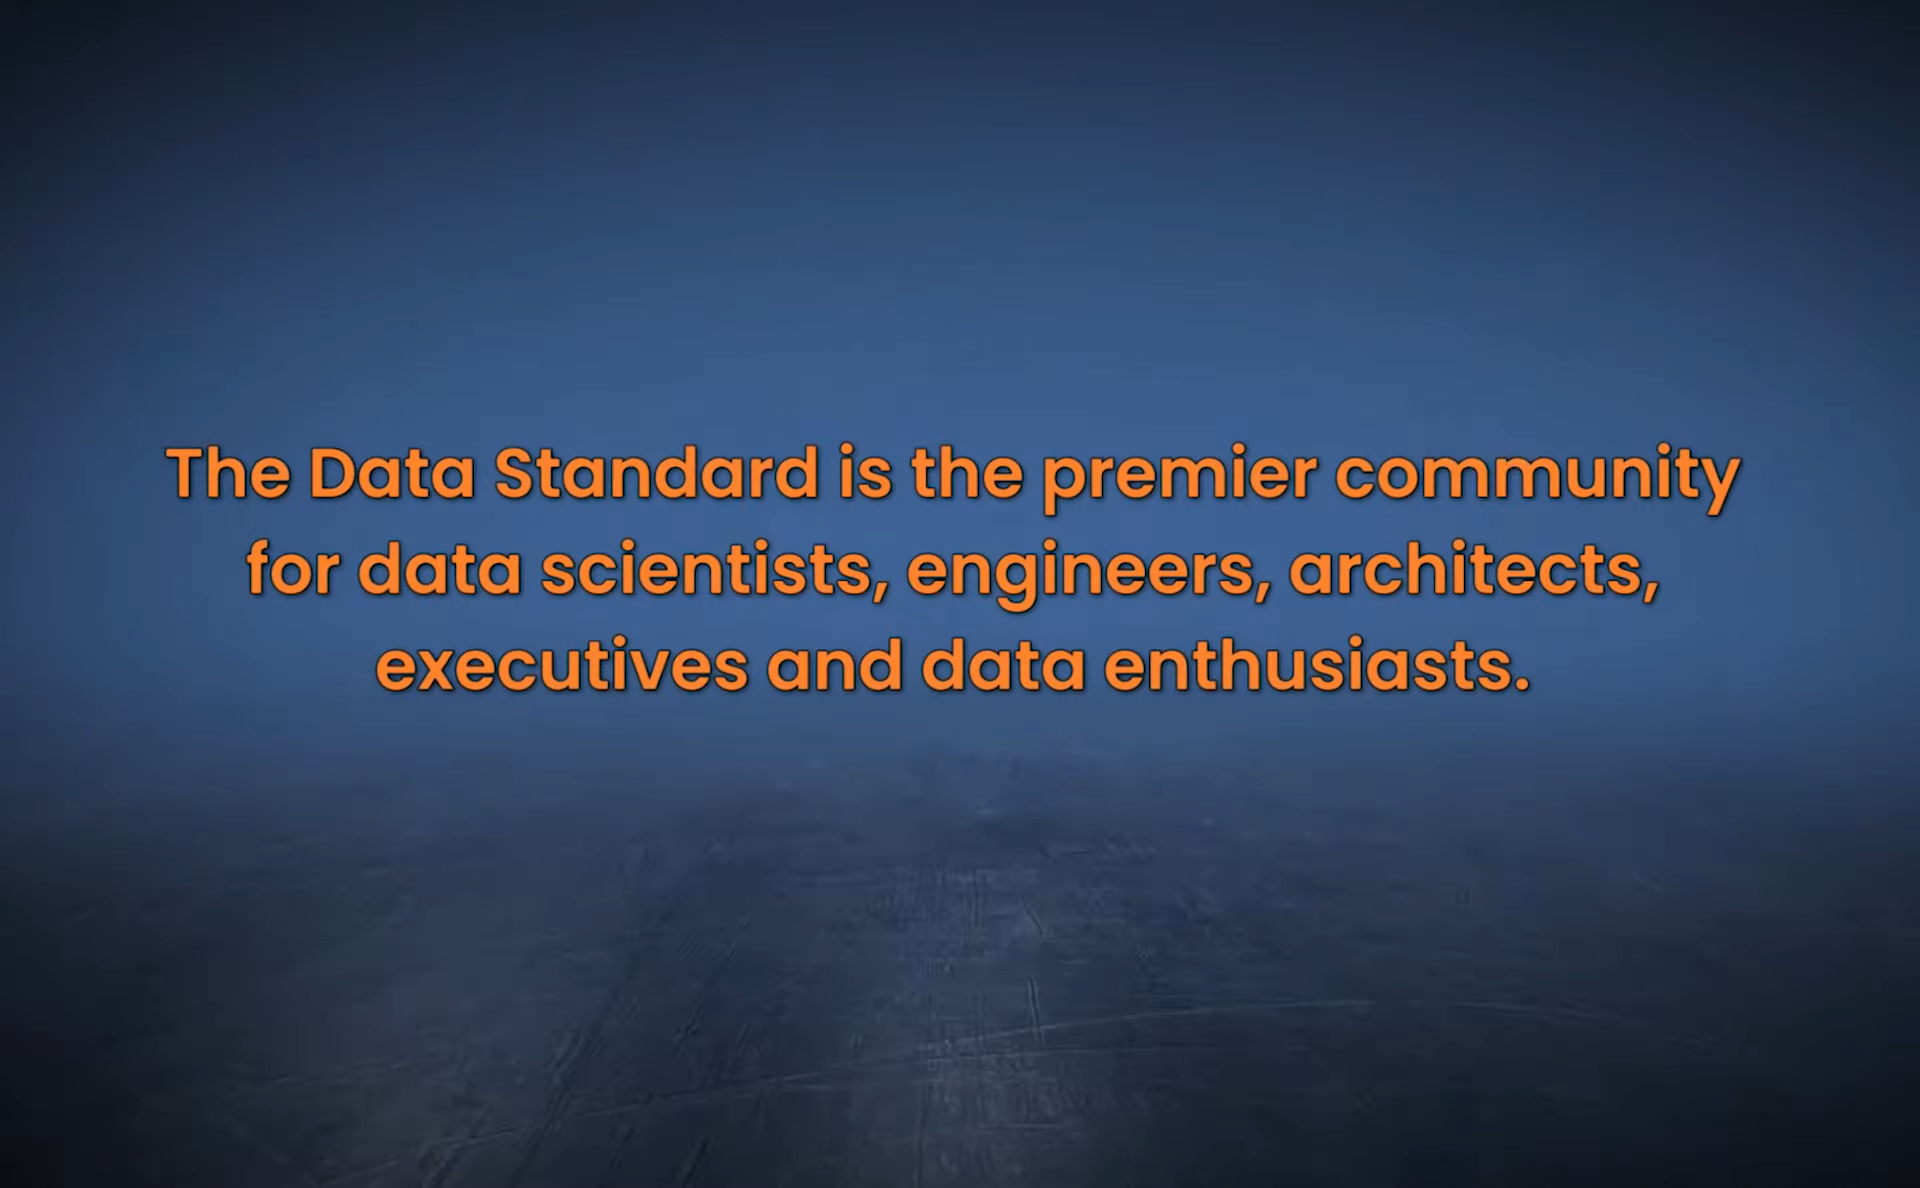 The Data Standard is the premier community
for data scientists, engineers, architects,
executives and data enthusiasts.